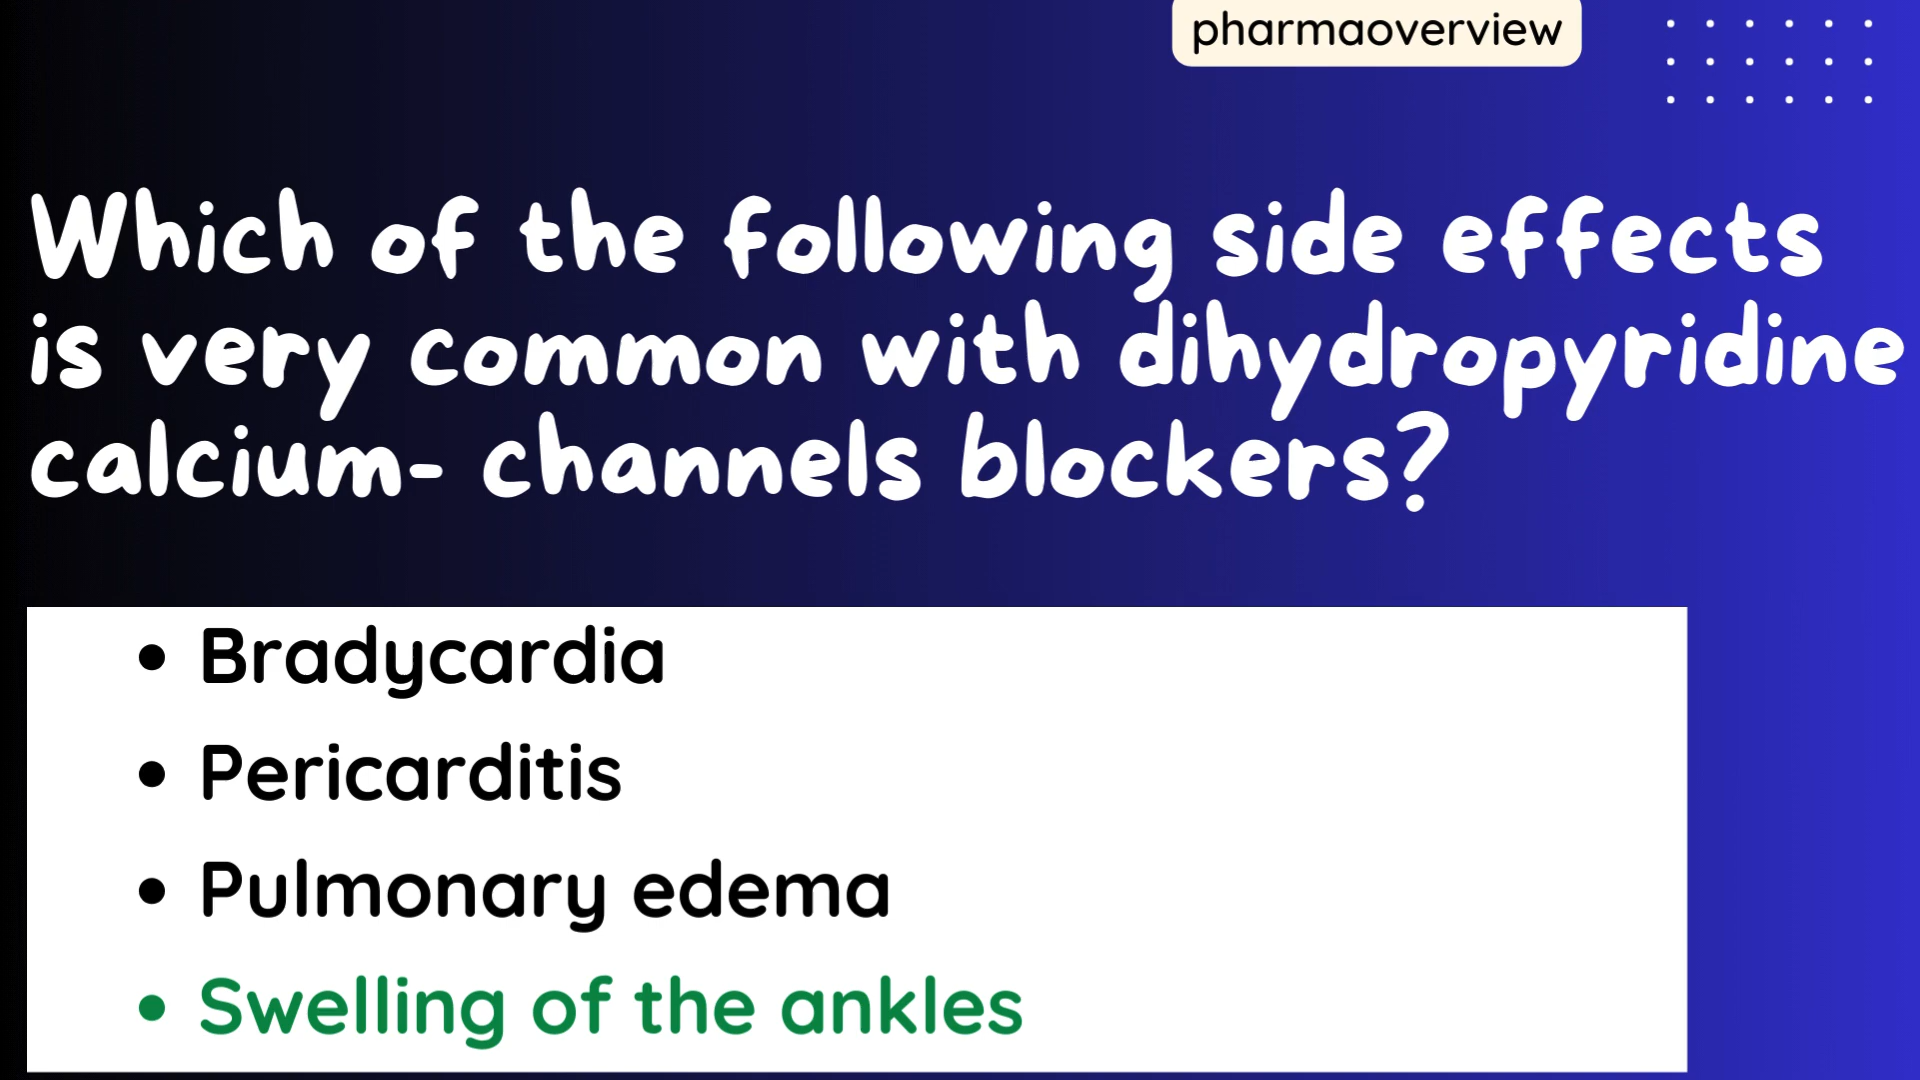 pharmaoverview
Which of the following side effects
is very common with dihydropyridine
calcium- channels blockers?
• Bradycardia
• Pericarditis
• Pulmonary edema
• Swelling of the ankles